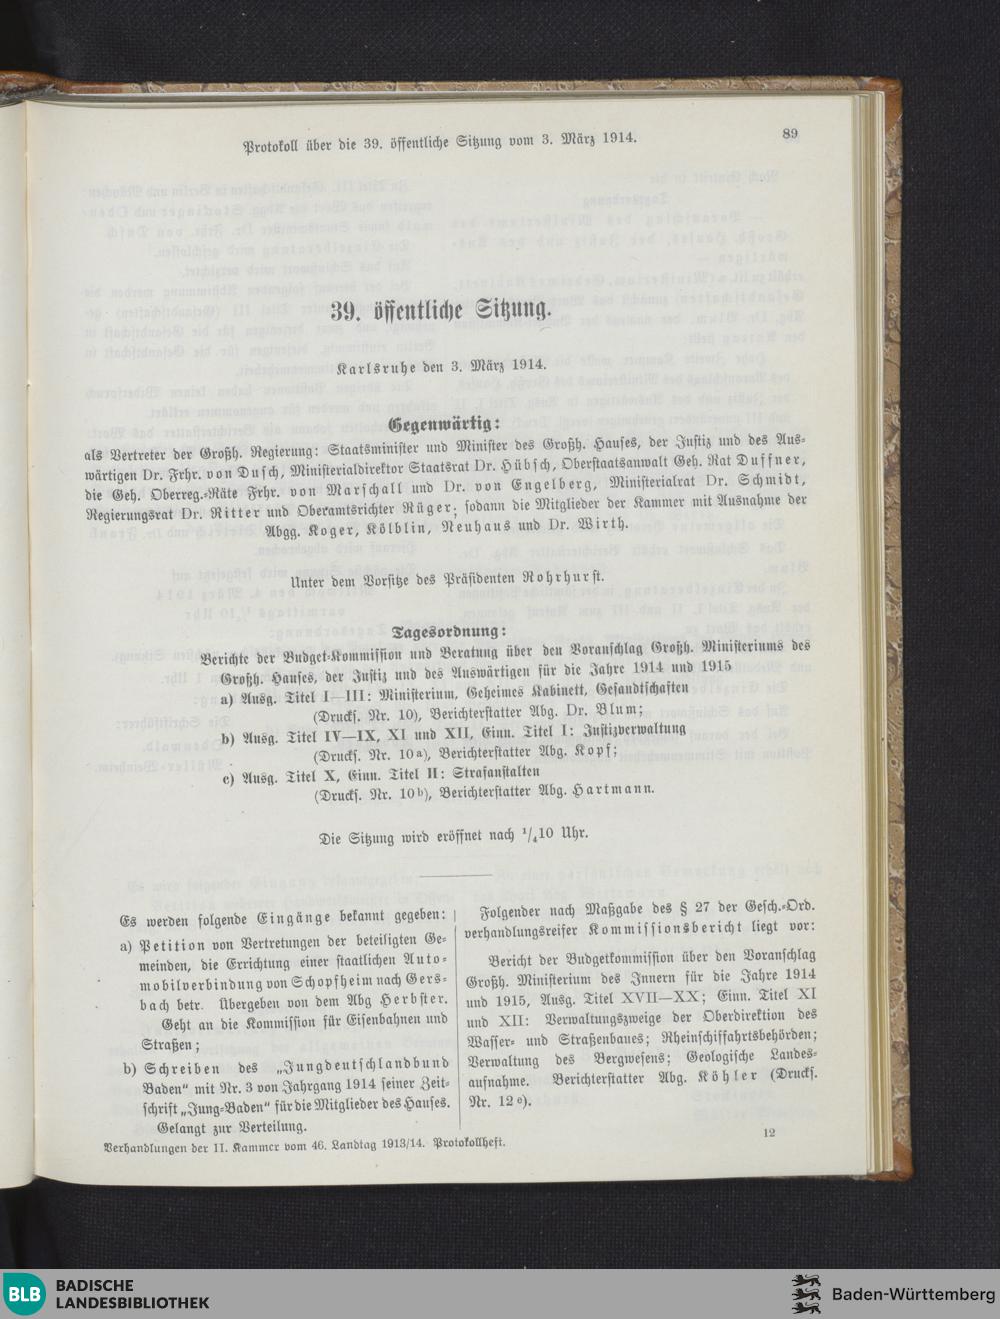 Protokoll über die 39. öffentliche Sitzung vom 3. März 1914.
89
39. öffentliche Sitzung.
Karlsruhe den 3. März 1914.
Gegenwärtig:
als Vertreter der Großh. Regierung: Staatsminister und Minister des Großh. Hauses, der Justiz und des Aus=
wärtigen Dr. Frhr. von Dusch, Ministerialdirektor Staatsrat Dr. Hübsch, Oberstaatsanwalt Geh. Rat Duffner,
die Geh. Oberreg.=Räte Frhr. von Marschall und Dr. von Engelberg, Ministerialrat Dr. Schmidt,
Regierungsrat Dr. Ritter und Oberamtsrichter Rüger; sodann die Mitglieder der Kammer mit Ausnahme der
Abgg. Koger, Kölblin, Neuhaus und Dr. Wirth.
Unter dem Vorsitze des Präsidenten Rohrhurst.
Tagesordnung:
Berichte der Budget=Kommission und Beratung über den Voranschlag Großh. Ministeriums des
Großh. Hauses, der Justiz und des Auswärtigen für die Jahre 1914 und 1915
a) Ausg. Titel I—III: Ministerium, Geheimes Kabinett, Gesandtschaften
(Drucks. Nr. 10), Berichterstatter Abg. Dr. Blum;
b) Ausg. Titel IV—IX, XI und XII, Einn. Titel I: Justizverwaltung
(Drucks. Nr. 10 a), Berichterstatter Abg. Kopf;
c) Ausg. Titel X, Einn. Titel II: Strafanstalten
(Drucks. Nr. 10 b), Berichterstatter Abg. Hartmann.
Die Sitzung wird eröffnet nach 1/4 10 Uhr.
Es werden folgende Eingänge bekannt gegeben:
a) Petition von Vertretungen der beteiligten Ge=
meinden, die Errichtung einer staatlichen Auto=
mobilverbindung von Schopfheim nach Gers=
bach betr. Übergeben von dem Abg Herbster.
Geht an die Kommission für Eisenbahnen und
Straßen;
b) Schreiben des „Jungdeutschlandbund
Baden“ mit Nr. 3 von Jahrgang 1914 seiner Zeit=
schrift „Jung=Baden“ für die Mitglieder des Hauses.
Gelangt zur Verteilung.
Folgender nach Maßgabe des § 27 der Gesch.=Ord.
verhandlungsreifer Kommissionsbericht liegt vor:
Bericht der Budgetkommission über den Voranschlag
Großh. Ministerium des Innern für die Jahre 1914
und 1915, Ausg. Titel XVII—XX; Einn. Titel XI
und XII: Verwaltungszweige der Oberdirektion des
Wasser= und Straßenbaues; Rheinschiffahrtsbehörden;
Verwaltung des Bergwesens; Geologische Landes=
aufnahme. Berichterstatter Abg. Köhler (Drucks.
Nr. 12 e).
Verhandlungen der II. Kammer vom 46. Landtag 1913/14. Protokollheft.
12
BLB BADISCHE
LANDESBIBLIOTHEK
Baden-Württemberg